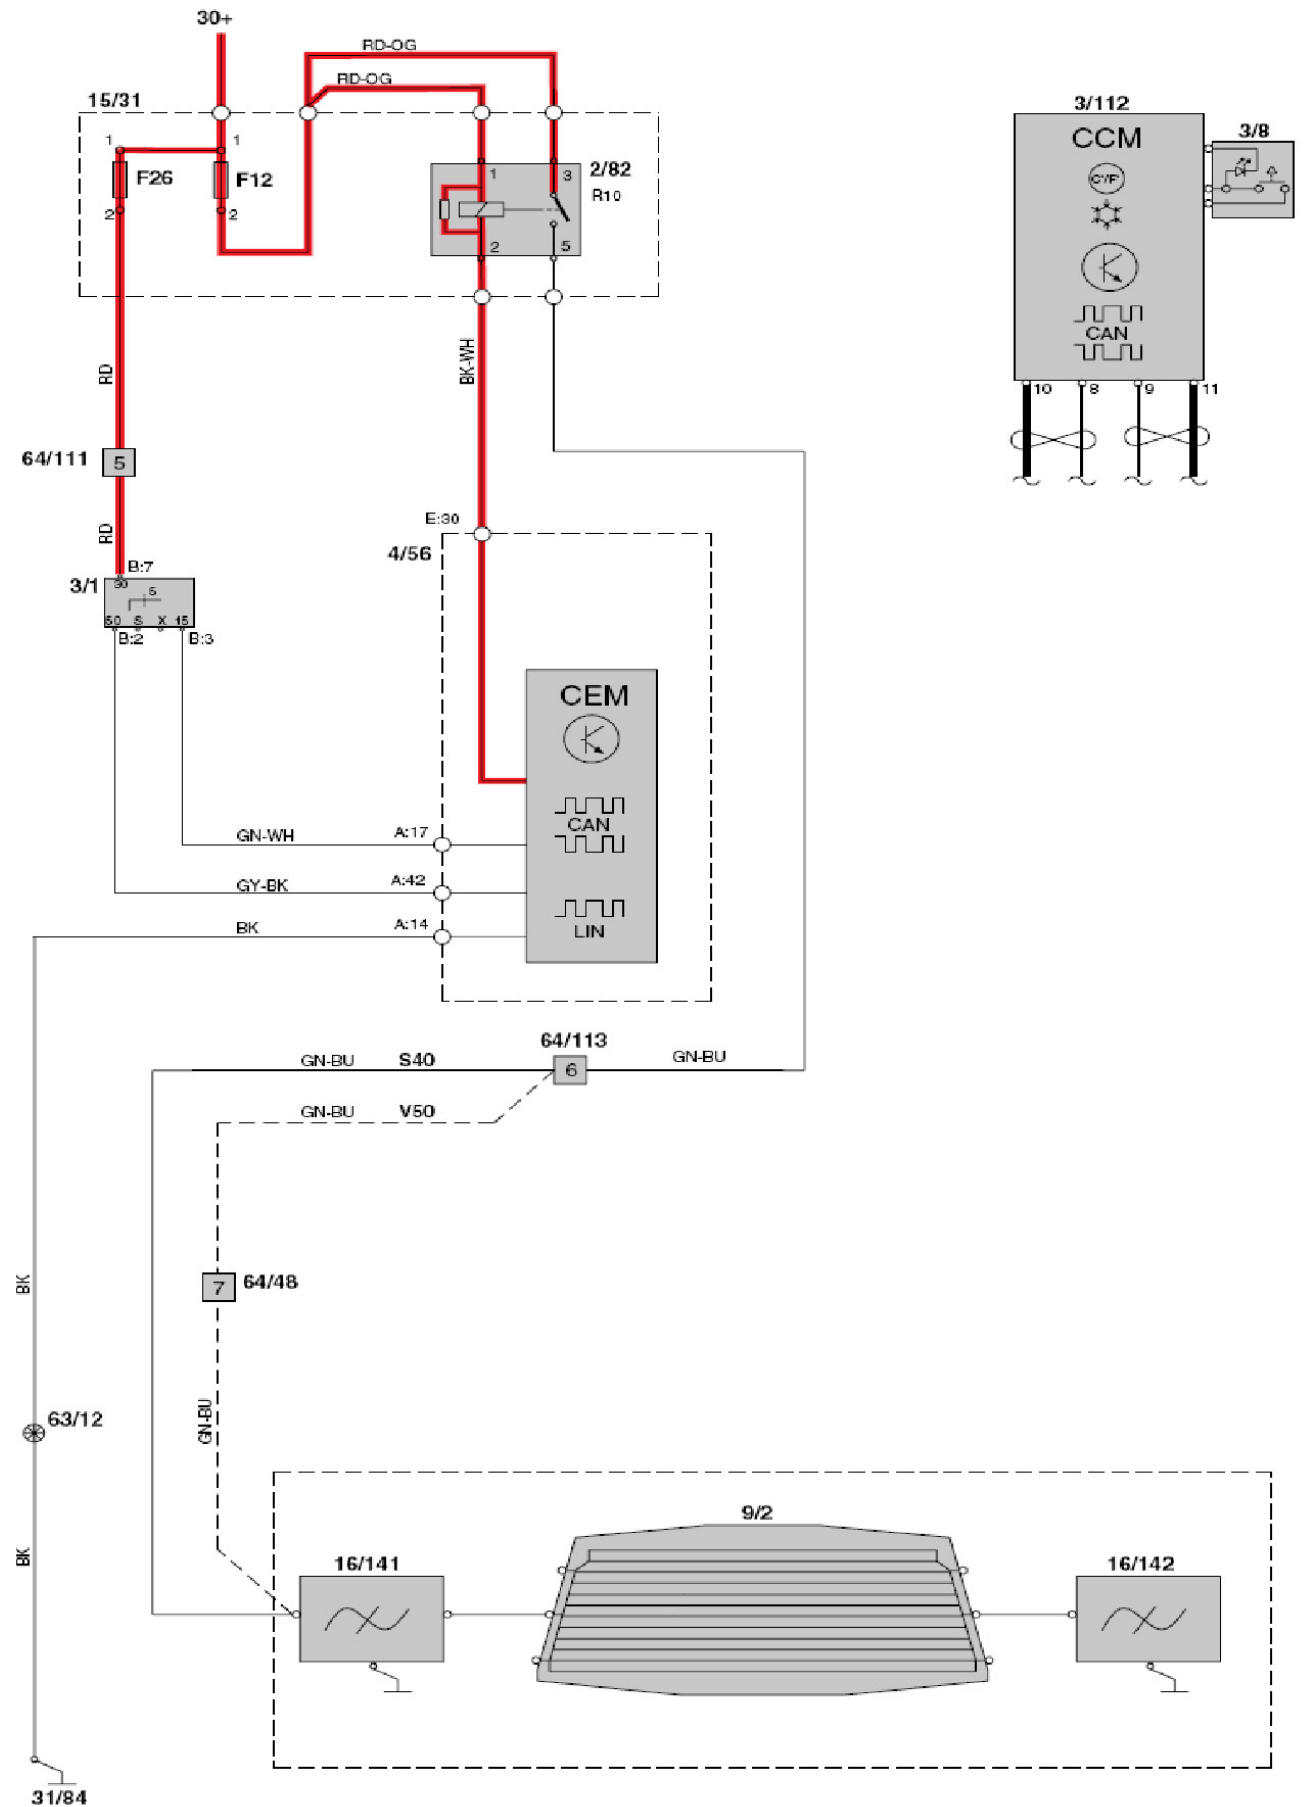 30+
RD-OG
RD-OG
15/31
1
1
F26
F12
2
2
1
3
2/82
R10
2
5
3/112
CCM
C°/F°
CAN
3/8
10
8
9
11
RD
BK-WH
64/111
5
RD
B:7
3/1
30
5
50 S X 15
B:2
B:3
E:30
4/56
CEM
CAN
LIN
GN-WH
A:17
GY-BK
A:42
BK
A:14
64/113
6
GN-BU
S40
GN-BU
GN-BU
V50
BK
7
64/48
GN-BU
63/12
BK
9/2
16/141
16/142
31/84